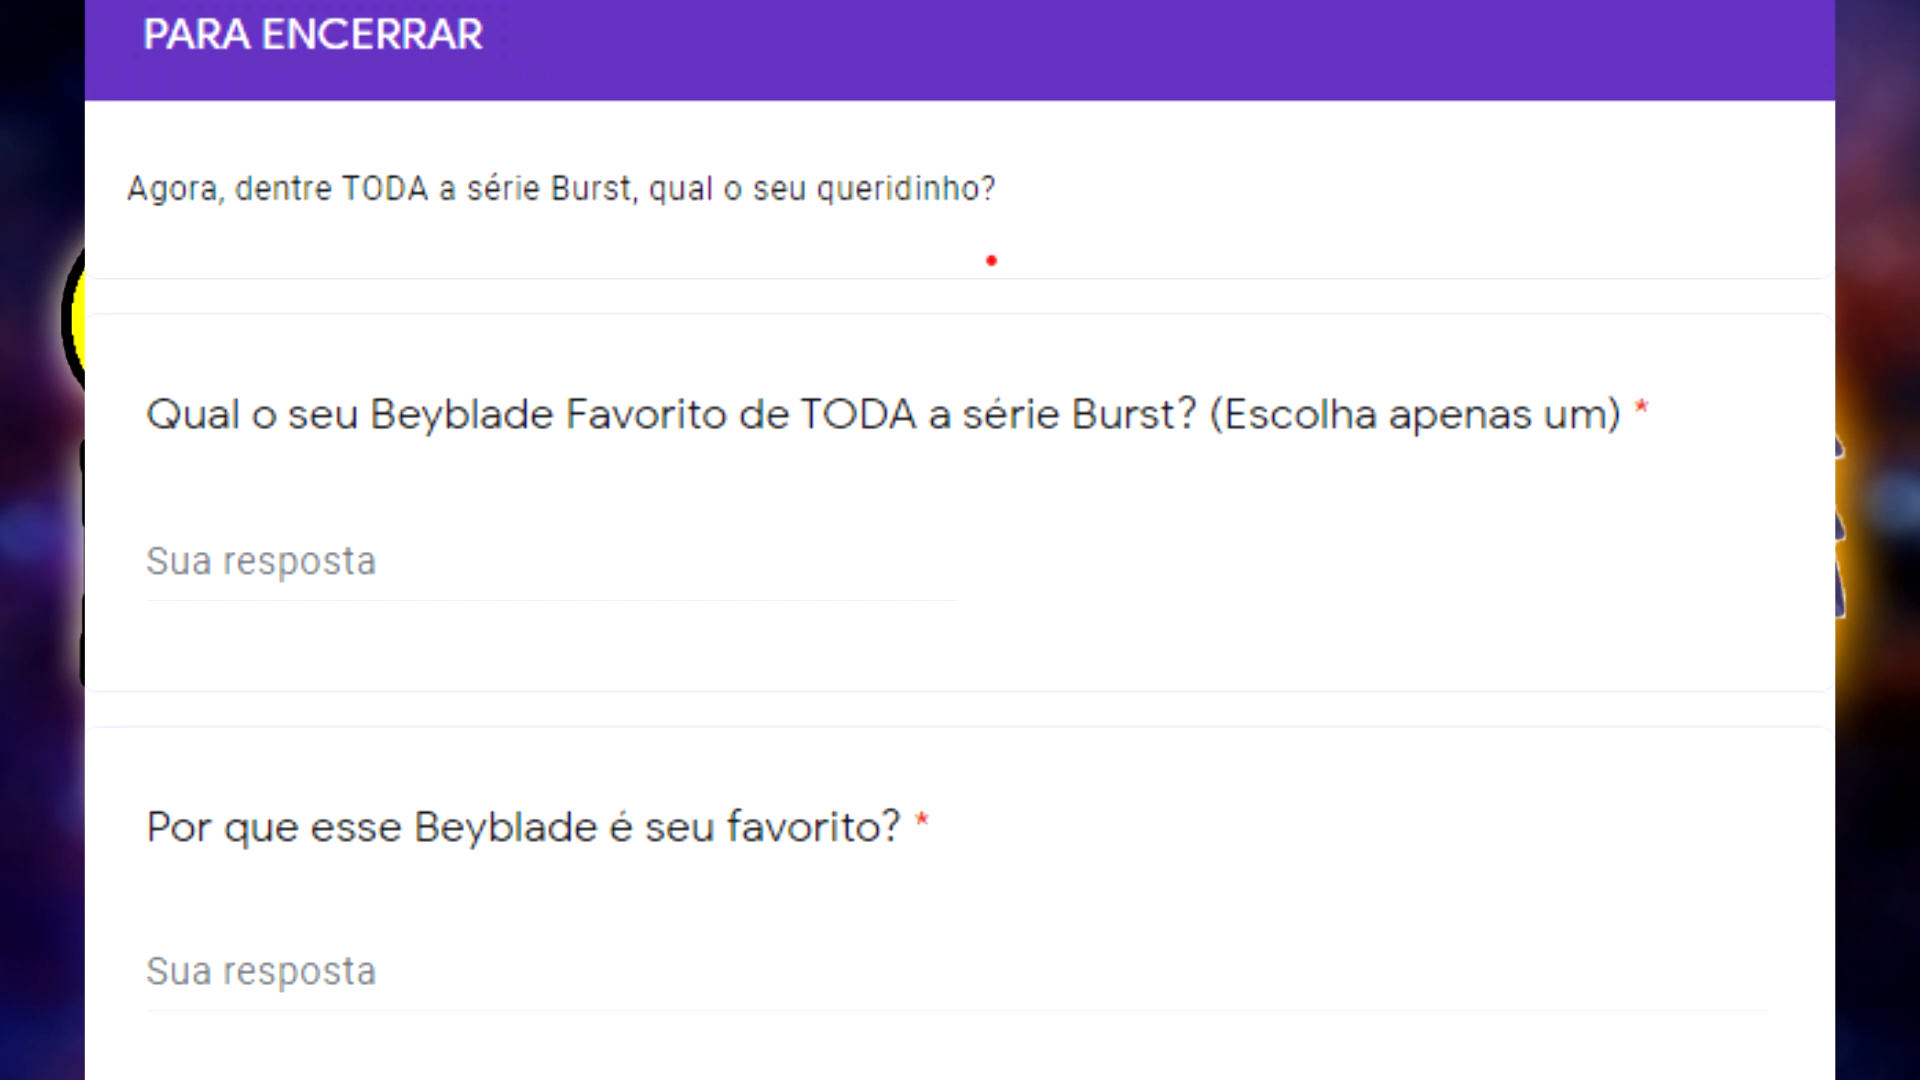 PARA ENCERRAR
Agora, dentre TODA a série Burst, qual o seu queridinho?
Qual o seu Beyblade Favorito de TODA a série Burst? (Escolha apenas um) *
Sua resposta
Por que esse Beyblade é seu favorito? *
Sua resposta